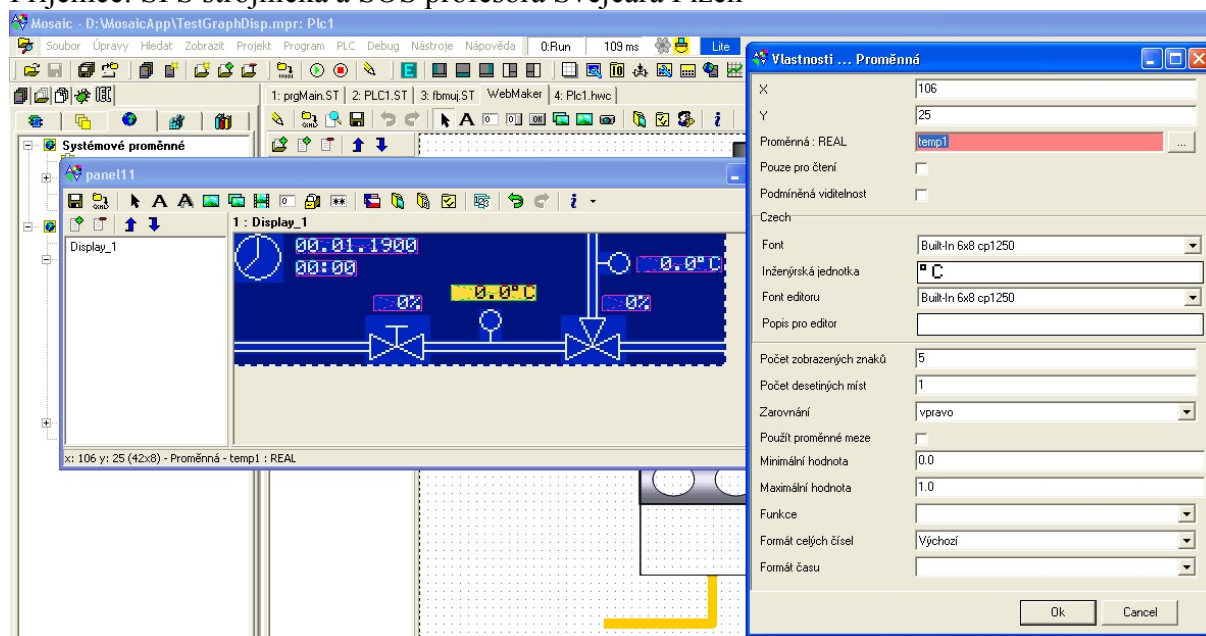 Příjemce: SPŠ strojnická a SOŠ profesora Švejcara Plzeň
Mosaic - D:\MosaicApp\TestGraphDisp.mpr: Plc1
Soubor Úpravy Hledat Zobrazit Projekt Program PLC Debug Nástroje Nápověda 0:Run 109 ms Lite
1: prgMain.ST 2: PLC1.ST 3: fbmuj.ST WebMaker 4: Plc1.hwc
Systémové proměnné
panel11
1 : Display_1
Display_1
00.01.1900
00:00
0.0°C
0.0°C
0%
0%
x: 106 y: 25 (42x8) - Proměnná - temp1 : REAL
Vlastnosti ... Proměnná
X 106
Y 25
Proměnná : REAL temp1 ...
Pouze pro čtení
Podmíněná viditelnost
Czech
Font Built-In 6x8 cp1250
Inženýrská jednotka °C
Font editoru Built-In 6x8 cp1250
Popis pro editor
Počet zobrazených znaků 5
Počet desetiných míst 1
Zarovnání vpravo
Použít proměnné meze
Minimální hodnota 0.0
Maximální hodnota 1.0
Funkce
Formát celých čísel Výchozí
Formát času
Ok Cancel